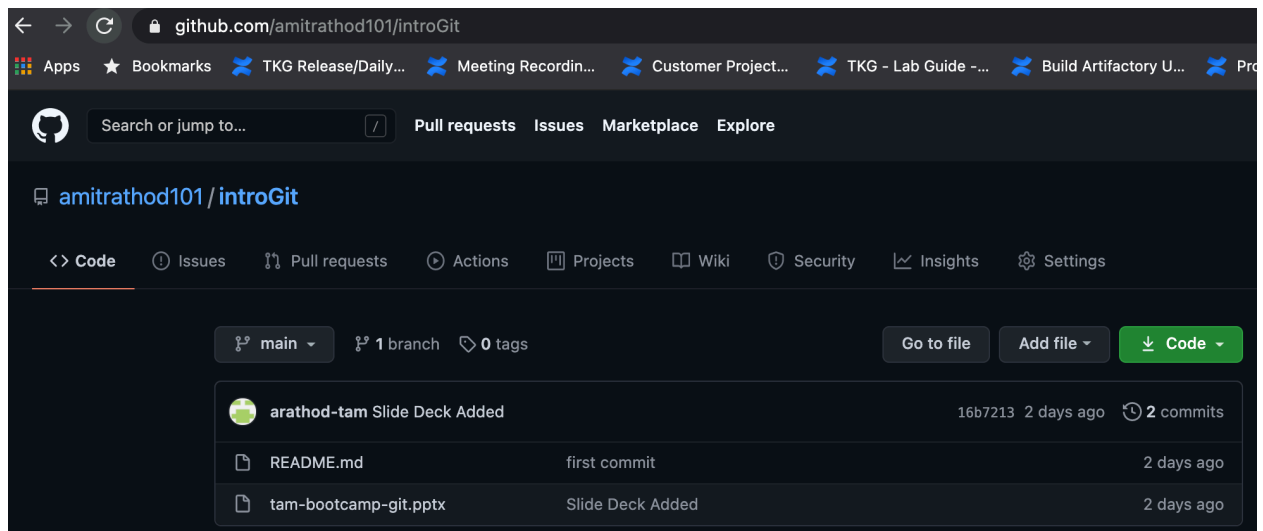 github.com/amitrathod101/introGit
Apps Bookmarks TKG Release/Daily... Meeting Recordin... Customer Project... TKG - Lab Guide -... Build Artifactory U... Pro
Search or jump to... / Pull requests Issues Marketplace Explore
amitrathod101/introGit
<> Code Issues Pull requests Actions Projects Wiki Security Insights Settings
main 1 branch 0 tags Go to file Add file Code
arathod-tam Slide Deck Added 16b7213 2 days ago 2 commits
README.md first commit 2 days ago
tam-bootcamp-git.pptx Slide Deck Added 2 days ago